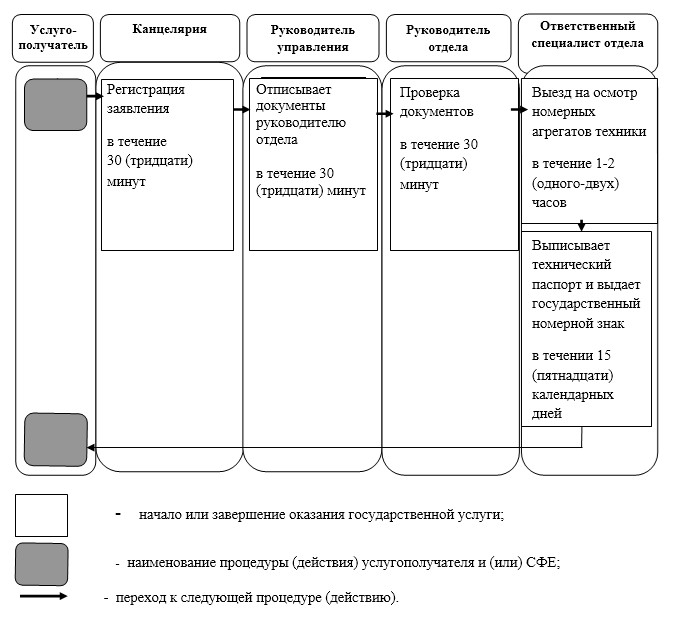 Услуго-
получатель
Канцелярия
Руководитель
управления
Руководитель
отдела
Ответственный
специалист отдела
Регистрация
заявления
в течение
30 (тридцати)
минут
Отписывает
документы
руководителю
отдела
в течение 30
(тридцати) минут
Проверка
документов
в течение 30
(тридцати)
минут
Выезд на осмотр
номерных
агрегатов техники
в течение 1-2
(одного-двух)
часов
Выписывает
технический
паспорт и выдает
государственный
номерной знак
в течении 15
(пятнадцати)
календарных
дней
- начало или завершение оказания государственной услуги;
- наименование процедуры (действия) услугополучателя и (или) СФЕ;
- переход к следующей процедуре (действию).